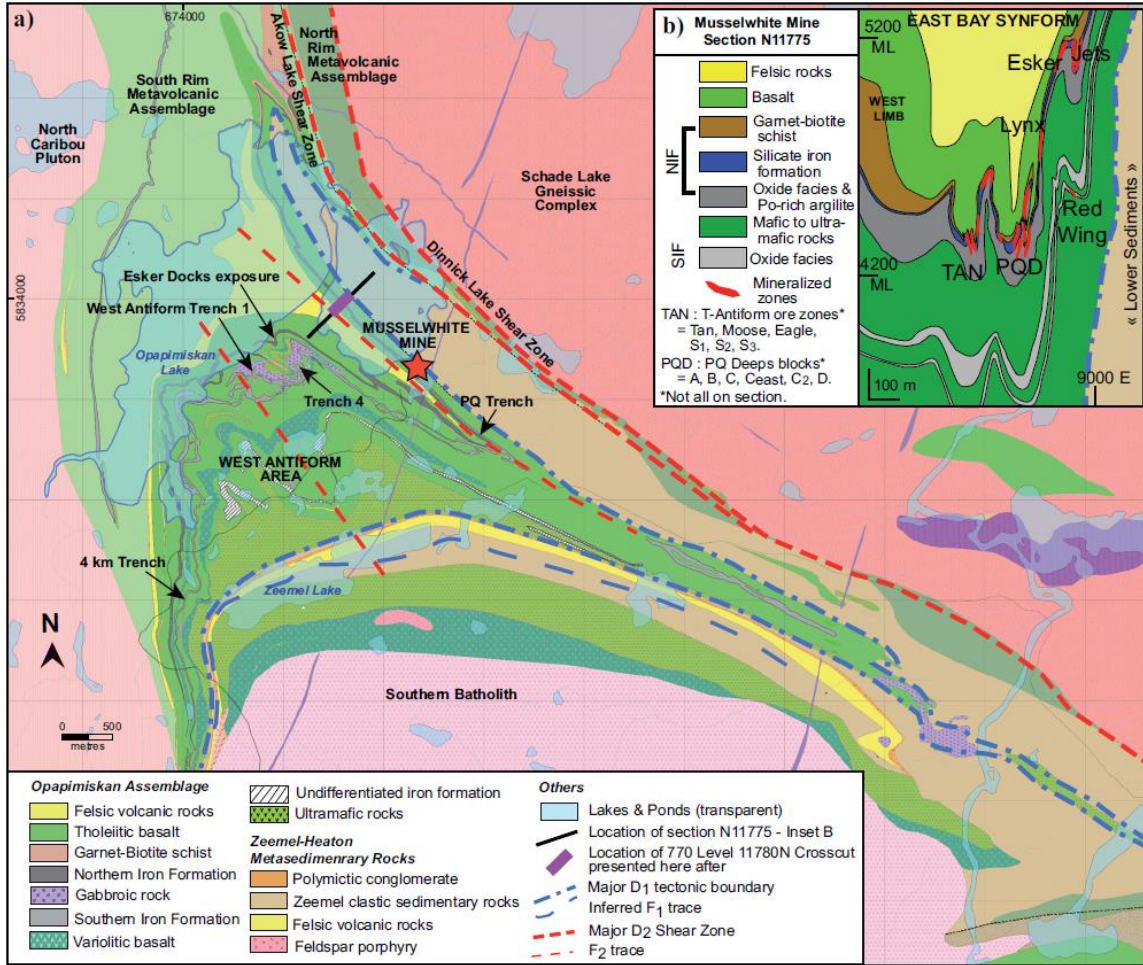 a)
674000
5834000
North
Caribou
Pluton
South Rim
Metavolcanic
Assemblage
Akow Lake Shear Zone
North
Rim
Metavolcanic
Assemblage
Schade Lake
Gneissic
Complex
Dinnick Lake Shear Zone
Esker Docks exposure
West Antiform Trench 1
Opapimiskan
Lake
MUSSELWHITE
MINE
Trench 4
PQ Trench
WEST ANTIFORM
AREA
4 km Trench
Zeemel Lake
N
0 500
metres
Southern Batholith
b)
Musselwhite Mine
Section N11775
Felsic rocks
Basalt
Garnet-biotite
schist
Silicate iron
formation
Oxide facies &
Po-rich argilite
Mafic to ultra-
mafic rocks
Oxide facies
Mineralized
zones
NIF
SIF
TAN : T-Antiform ore zones*
= Tan, Moose, Eagle,
S1, S2, S3.
PQD : PQ Deeps blocks*
= A, B, C, Ceast, C2, D.
*Not all on section.
EAST BAY SYNFORM
5200
ML
Esker
Jets
WEST
LIMB
Lynx
Red
Wing
4200
ML
TAN
PQD
« Lower Sediments »
100 m
9000 E
Opapimiskan Assemblage
Felsic volcanic rocks
Tholeiitic basalt
Garnet-Biotite schist
Northern Iron Formation
Gabbroic rock
Southern Iron Formation
Variolitic basalt
Undifferentiated iron formation
Ultramafic rocks
Zeemel-Heaton
Metasedimenrary Rocks
Polymictic conglomerate
Zeemel clastic sedimentary rocks
Felsic volcanic rocks
Feldspar porphyry
Others
Lakes & Ponds (transparent)
Location of section N11775 - Inset B
Location of 770 Level 11780N Crosscut
presented here after
Major D1 tectonic boundary
Inferred F1 trace
Major D2 Shear Zone
F2 trace